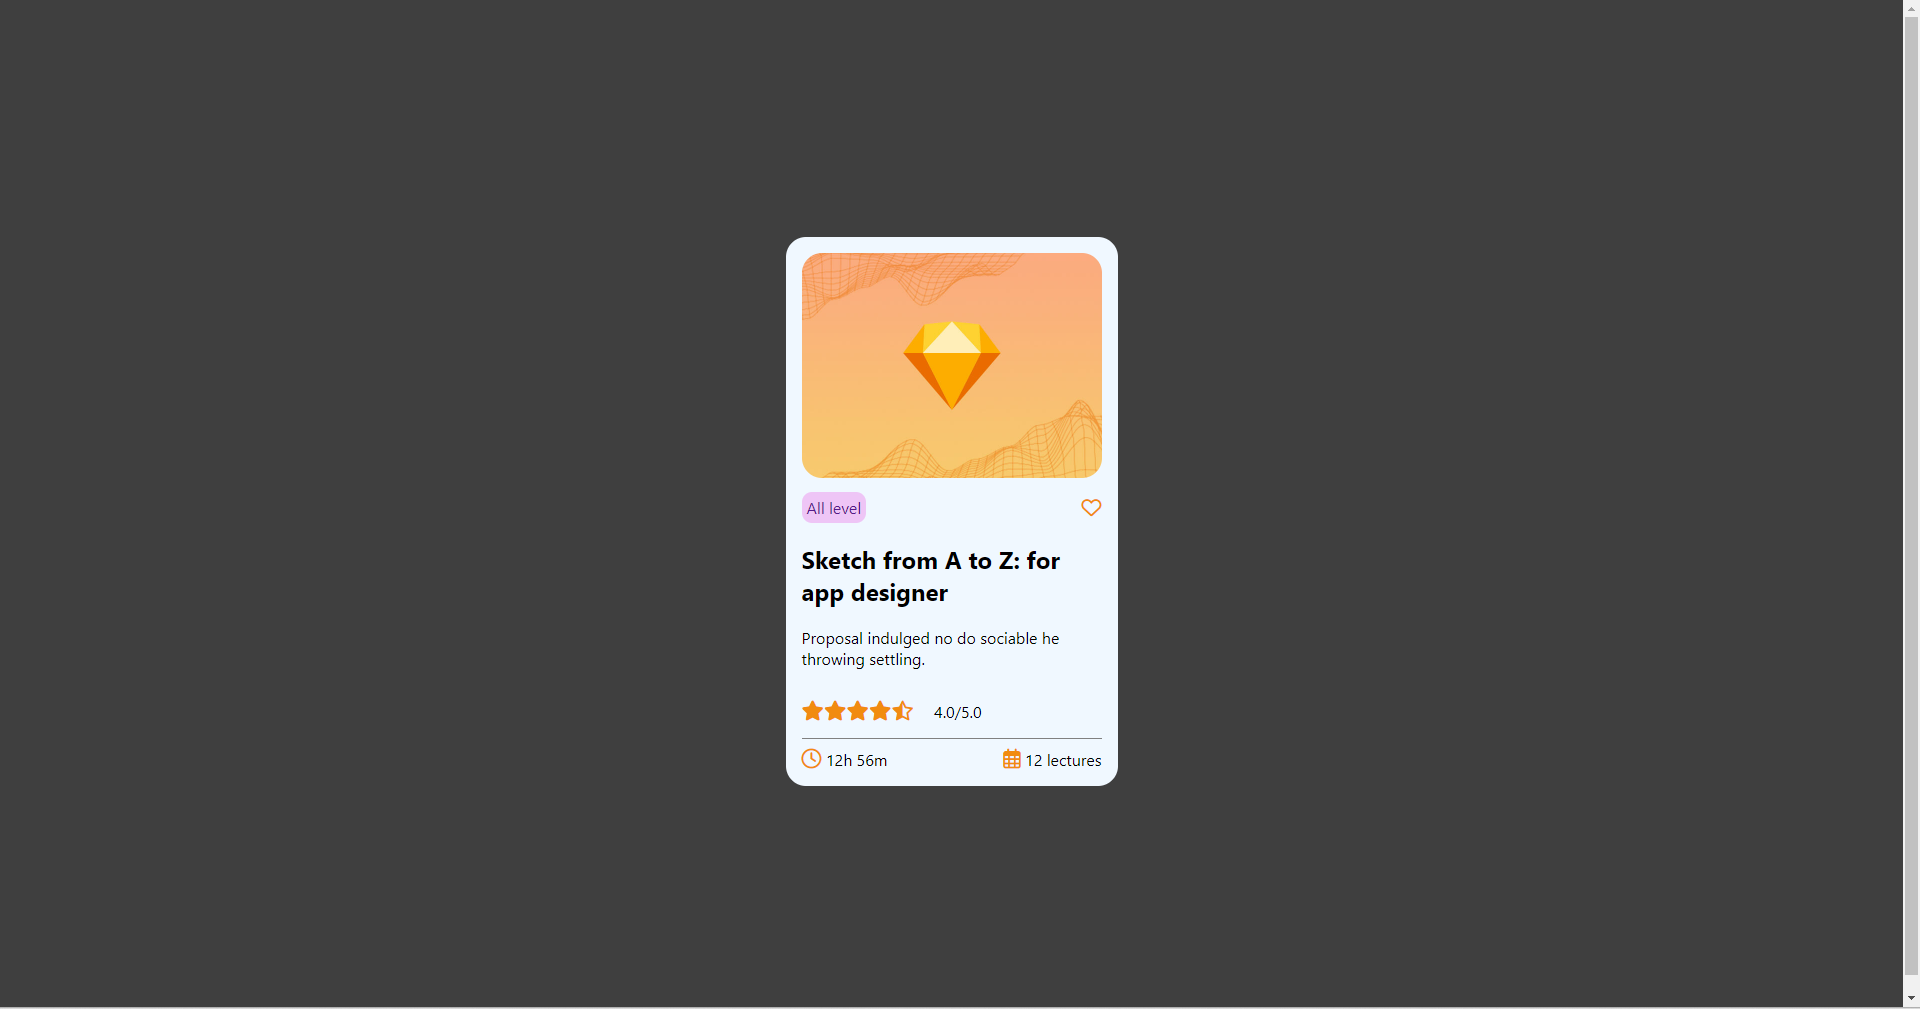 All level
Sketch from A to Z: for
app designer
Proposal indulged no do sociable he
throwing settling.
4.0/5.0
12h 56m
12 lectures